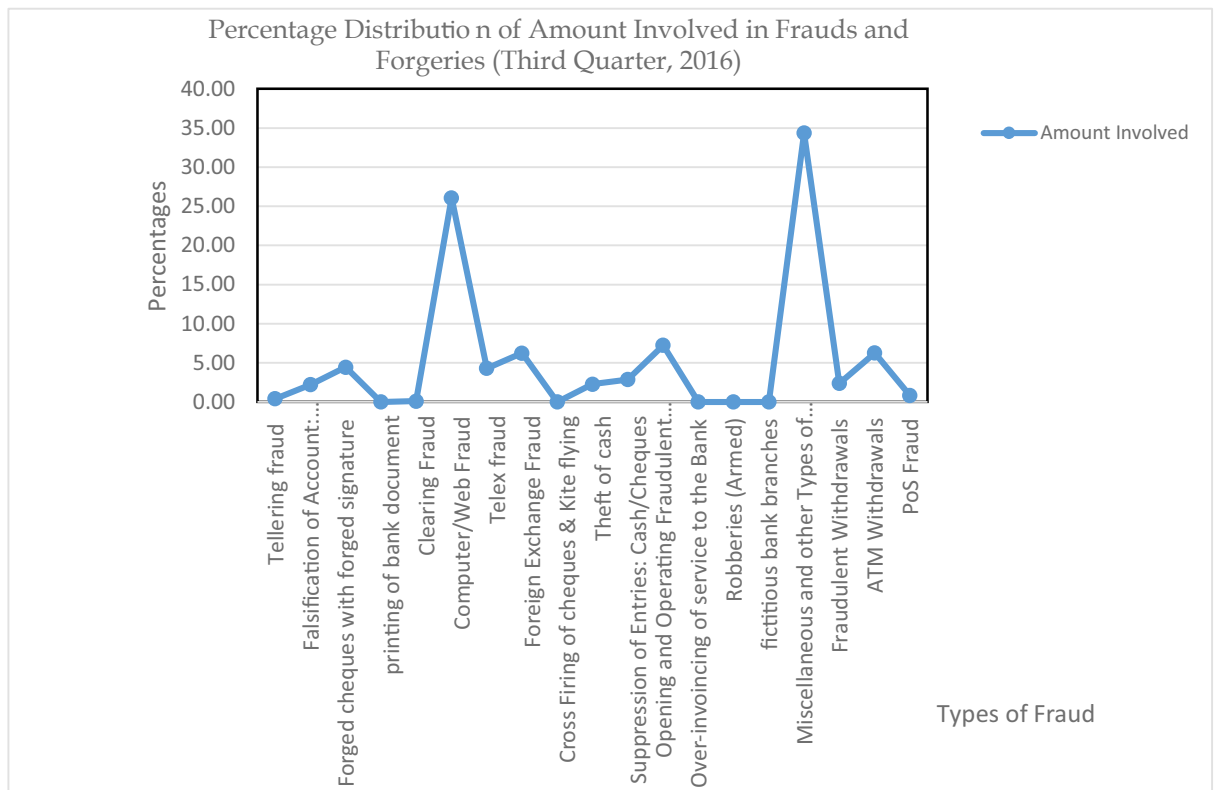 Percentage Distributio n of Amount Involved in Frauds and
Forgeries (Third Quarter, 2016)
40.00
35.00
30.00
25.00
20.00
15.00
10.00
5.00
0.00
Percentages
Amount Involved
Tellering fraud
Falsification of Account:...
Forged cheques with forged signature
printing of bank document
Clearing Fraud
Computer/Web Fraud
Telex fraud
Foreign Exchange Fraud
Cross Firing of cheques & Kite flying
Theft of cash
Suppression of Entries: Cash/Cheques
Opening and Operating Fraudulent...
Over-invoincing of service to the Bank
Robberies (Armed)
fictitious bank branches
Miscellaneous and other Types of...
Fraudulent Withdrawals
ATM Withdrawals
PoS Fraud
Types of Fraud